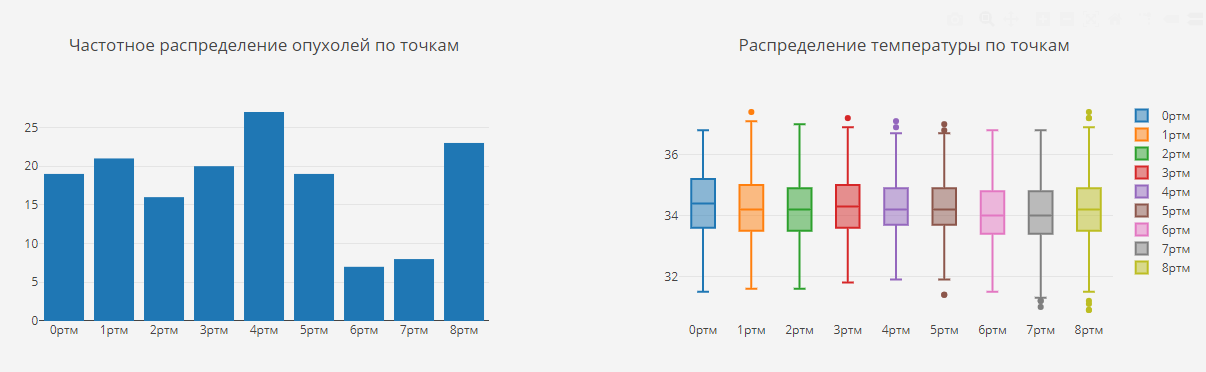 Частотное распределение опухолей по точкам
25
20
15
10
5
0
0ртм 1ртм 2ртм 3ртм 4ртм 5ртм 6ртм 7ртм 8ртм
Распределение температуры по точкам
36
34
32
0ртм 1ртм 2ртм 3ртм 4ртм 5ртм 6ртм 7ртм 8ртм
0ртм
1ртм
2ртм
3ртм
4ртм
5ртм
6ртм
7ртм
8ртм